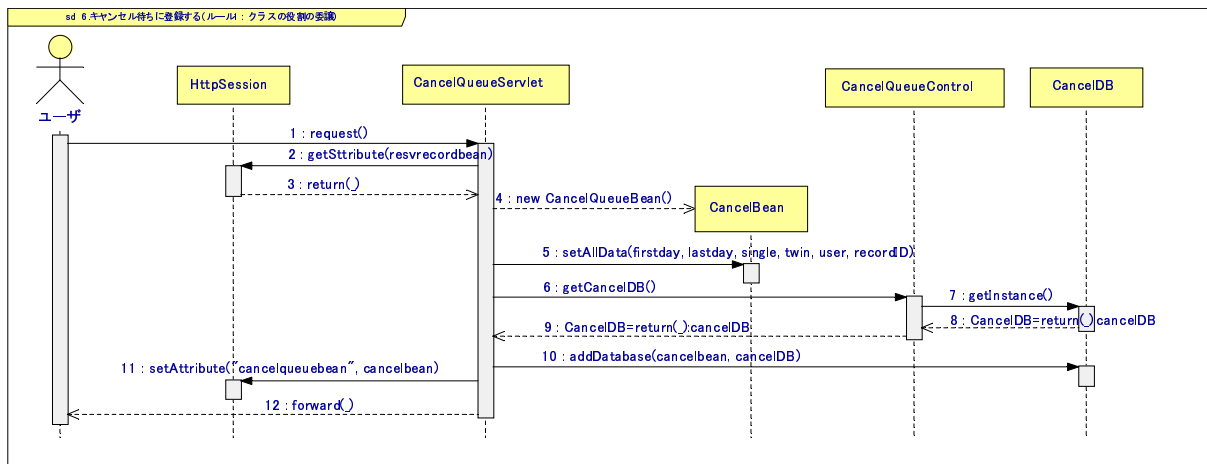 sd 6.キャンセル待ちに登録する(ルールI：クラスの役割の委譲)
ユーザ
HttpSession
CancelQueueServlet
CancelQueueControl
CancelDB
1 : request()
2 : getSttribute(resvrecordbean)
3 : return(_)
4 : new CancelQueueBean()
CancelBean
5 : setAllData(firstday, lastday, single, twin, user, recordID)
6 : getCancelDB()
7 : getInstance()
8 : CancelDB=return(_):cancelDB
9 : CancelDB=return(_):cancelDB
10 : addDatabase(cancelbean, cancelDB)
11 : setAttribute("cancelqueuebean", cancelbean)
12 : forward(_)